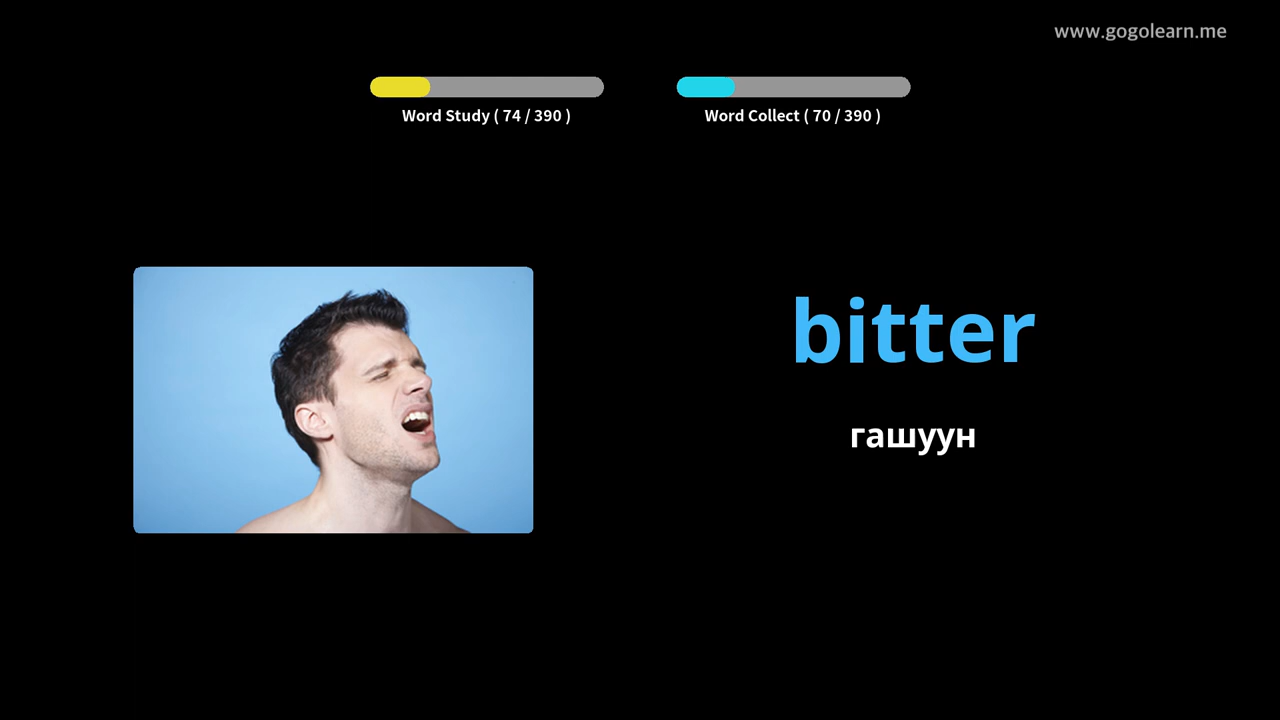 www.gogolearn.me
Word Study ( 74 / 390 )
Word Collect ( 70 / 390 )
bitter
гашуун